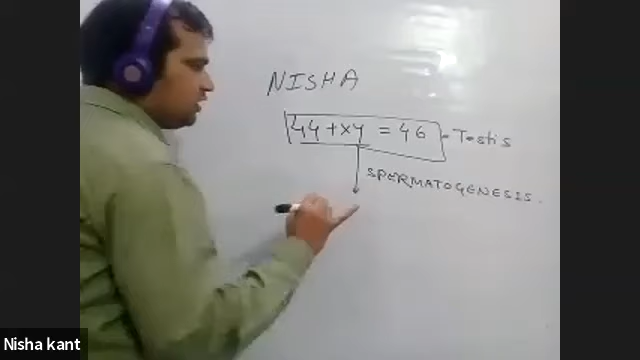 NISHA
44 + XY = 46 - Testis
SPERMATOGENESIS.
Nisha kant